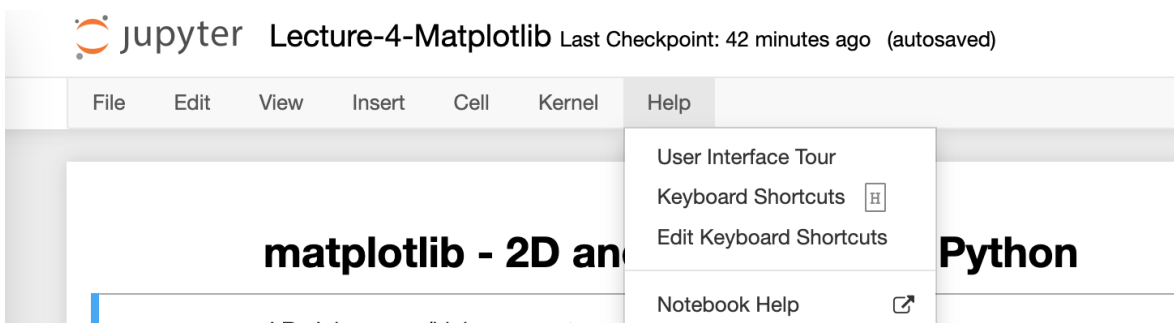 jupyter Lecture-4-Matplotlib Last Checkpoint: 42 minutes ago (autosaved)
File Edit View Insert Cell Kernel Help
User Interface Tour
Keyboard Shortcuts H
Edit Keyboard Shortcuts
matplotlib - 2D an Python
Notebook Help